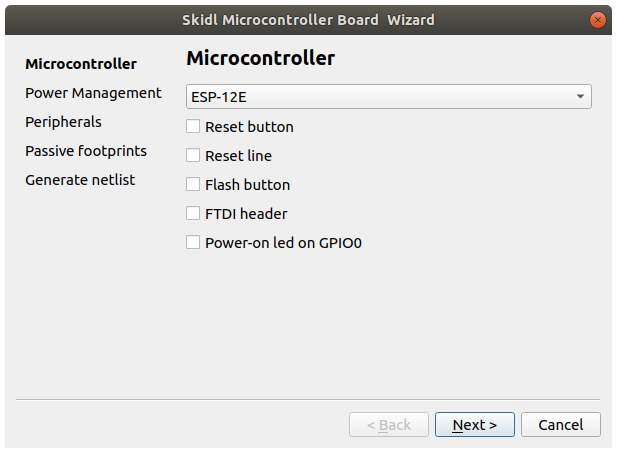 Skidl Microcontroller Board  Wizard
Microcontroller
Power Management
Peripherals
Passive footprints
Generate netlist
Microcontroller
ESP-12E
Reset button
Reset line
Flash button
FTDI header
Power-on led on GPIO0
< Back
Next >
Cancel